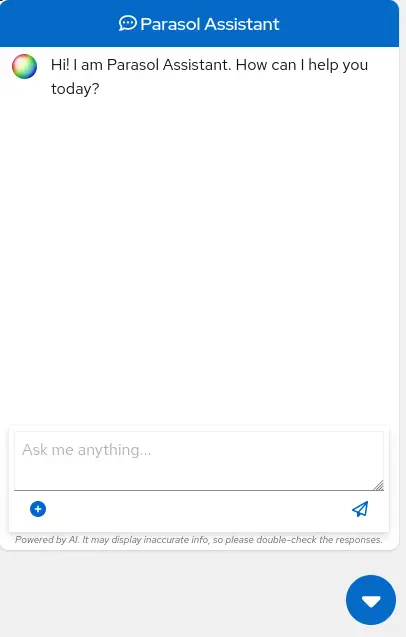 Parasol Assistant
Hi! I am Parasol Assistant. How can I help you
today?
Ask me anything...
Powered by AI. It may display inaccurate info, so please double-check the responses.